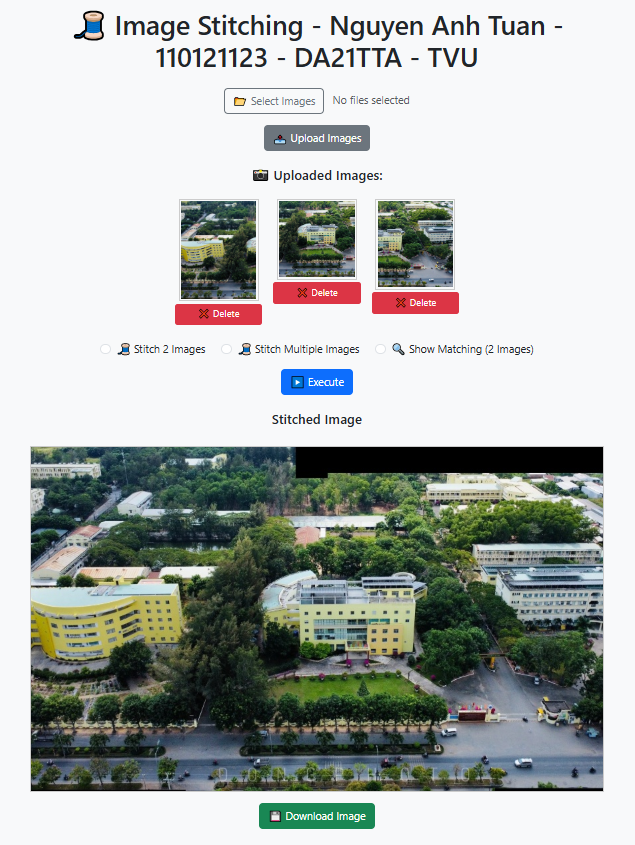 Image Stitching - Nguyen Anh Tuan -
110121123 - DA21TTA - TVU
Select Images No files selected
Upload Images
Uploaded Images:
Delete
Delete
Delete
Stitch 2 Images Stitch Multiple Images Show Matching (2 Images)
Execute
Stitched Image
Download Image